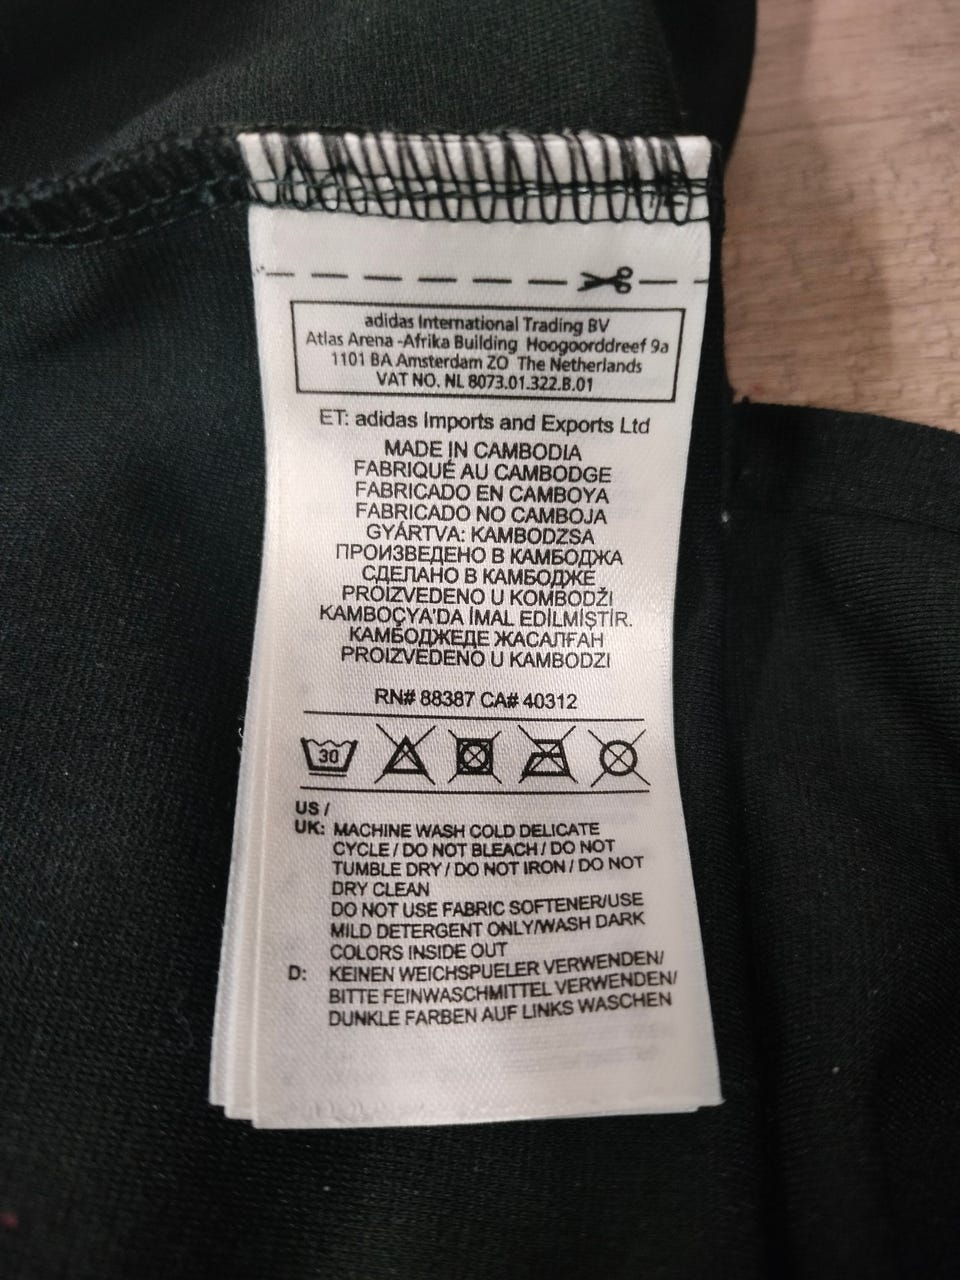 adidas International Trading BV
Atlas Arena -Afrika Building Hoogoorddreef 9a
1101 BA Amsterdam ZO The Netherlands
VAT NO. NL 8073.01.322.B.01
ET: adidas Imports and Exports Ltd
MADE IN CAMBODIA
FABRIQUÉ AU CAMBODGE
FABRICADO EN CAMBOYA
FABRICADO NO CAMBOJA
GYÁRTVA: KAMBODZSA
ПРОИЗВЕДЕНО В КАМБОДЖА
СДЕЛАНО В КАМБОДЖЕ
PROIZVEDENO U KOMBODŽI
KAMBOÇYA'DA İMAL EDİLMİŞTİR.
КАМБОДЖЕДЕ ЖАСАЛҒАН
PROIZVEDENO U KAMBODZI
RN# 88387 CA# 40312
30
US /
UK: MACHINE WASH COLD DELICATE
CYCLE / DO NOT BLEACH / DO NOT
TUMBLE DRY / DO NOT IRON / DO NOT
DRY CLEAN
DO NOT USE FABRIC SOFTENER/USE
MILD DETERGENT ONLY/WASH DARK
COLORS INSIDE OUT
D: KEINEN WEICHSPUELER VERWENDEN/
BITTE FEINWASCHMITTEL VERWENDEN/
DUNKLE FARBEN AUF LINKS WASCHEN